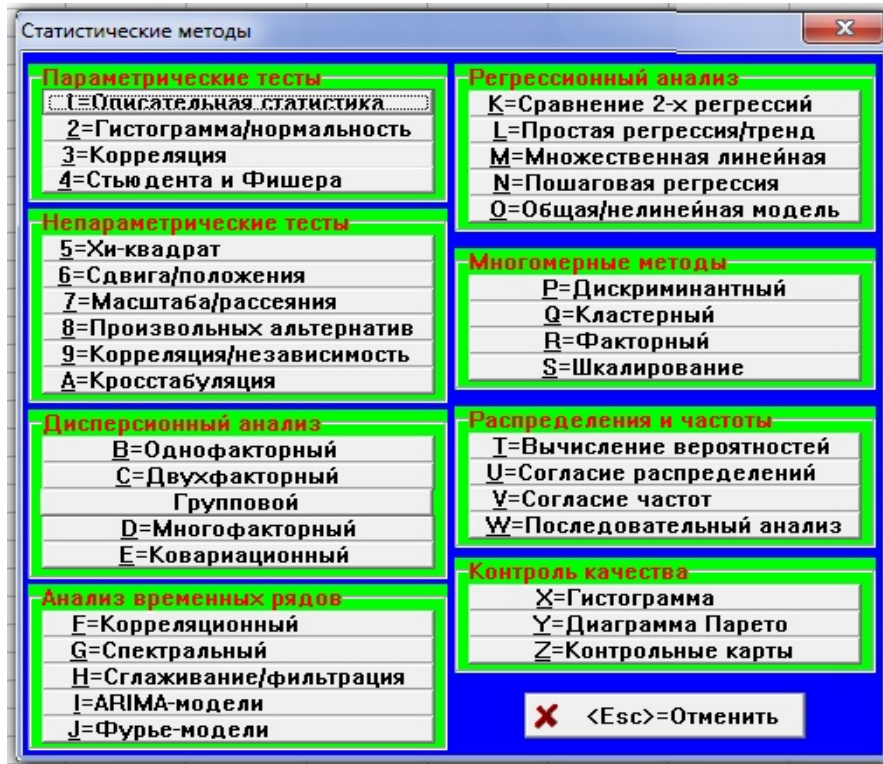 Статистические методы
Параметрические тесты
1=Описательная статистика
2=Гистограмма/нормальность
3=Корреляция
4=Стьюдента и Фишера
Непараметрические тесты
5=Хи-квадрат
6=Сдвига/положения
7=Масштаба/рассеяния
8=Произвольных альтернатив
9=Корреляция/независимость
A=Кросстабуляция
Дисперсионный анализ
B=Однофакторный
C=Двухфакторный
Групповой
D=Многофакторный
E=Ковариационный
Анализ временных рядов
F=Корреляционный
G=Спектральный
H=Сглаживание/фильтрация
I=ARIMA-модели
J=Фурье-модели
Регрессионный анализ
K=Сравнение 2-х регрессий
L=Простая регрессия/тренд
M=Множественная линейная
N=Пошаговая регрессия
O=Общая/нелинейная модель
Многомерные методы
P=Дискриминантный
Q=Кластерный
R=Факторный
S=Шкалирование
Распределения и частоты
T=Вычисление вероятностей
U=Согласие распределений
V=Согласие частот
W=Последовательный анализ
Контроль качества
X=Гистограмма
Y=Диаграмма Парето
Z=Контрольные карты
<Esc>=Отменить